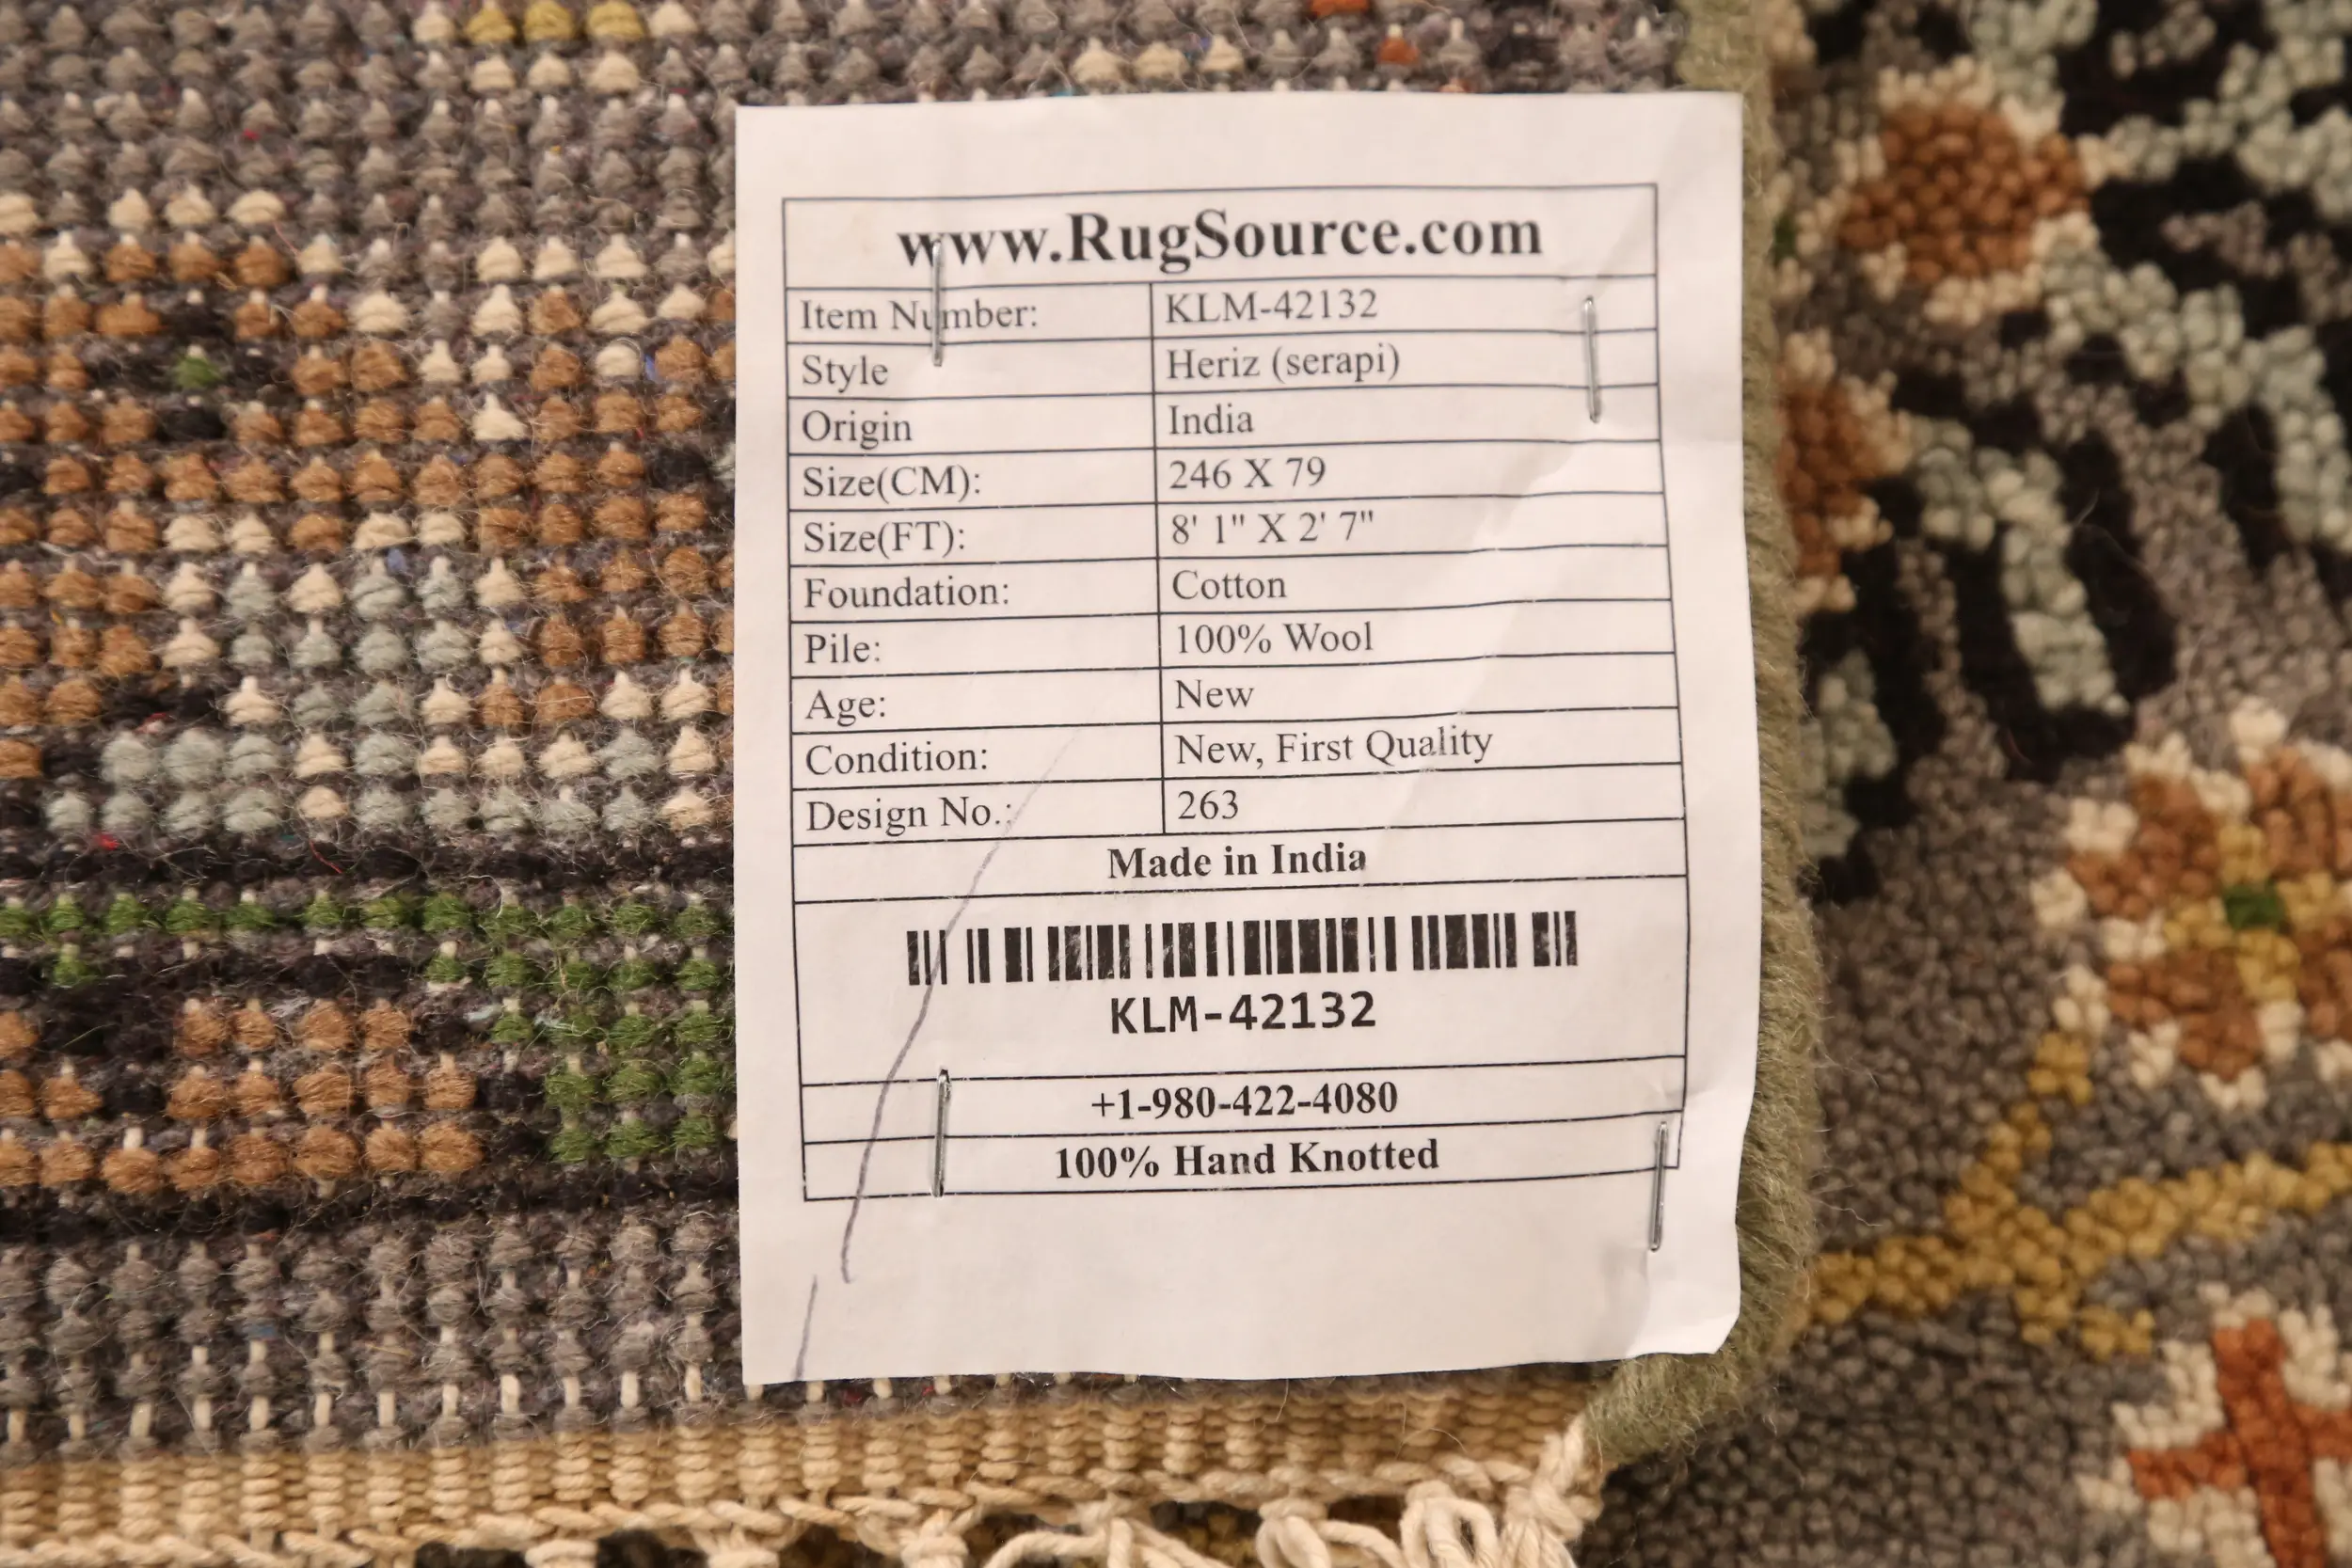 www.RugSource.com
Item Number: KLM-42132
Style Heriz (serapi)
Origin India
Size(CM): 246 X 79
Size(FT): 8' 1" X 2' 7"
Foundation: Cotton
Pile: 100% Wool
Age: New
Condition: New, First Quality
Design No.: 263
Made in India
KLM-42132
+1-980-422-4080
100% Hand Knotted